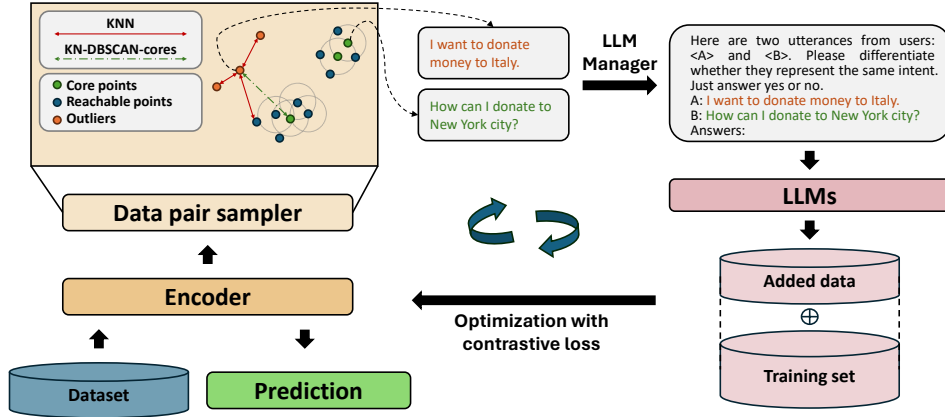 KNN
KN-DBSCAN-cores
Core points
Reachable points
Outliers
I want to donate
money to Italy.
How can I donate to
New York city?
LLM
Manager
Here are two utterances from users:
<A> and <B>. Please differentiate
whether they represent the same intent.
Just answer yes or no.
A: I want to donate money to Italy.
B: How can I donate to New York city?
Answers:
Data pair sampler
LLMs
Encoder
Added data
Optimization with
contrastive loss
Training set
Dataset
Prediction